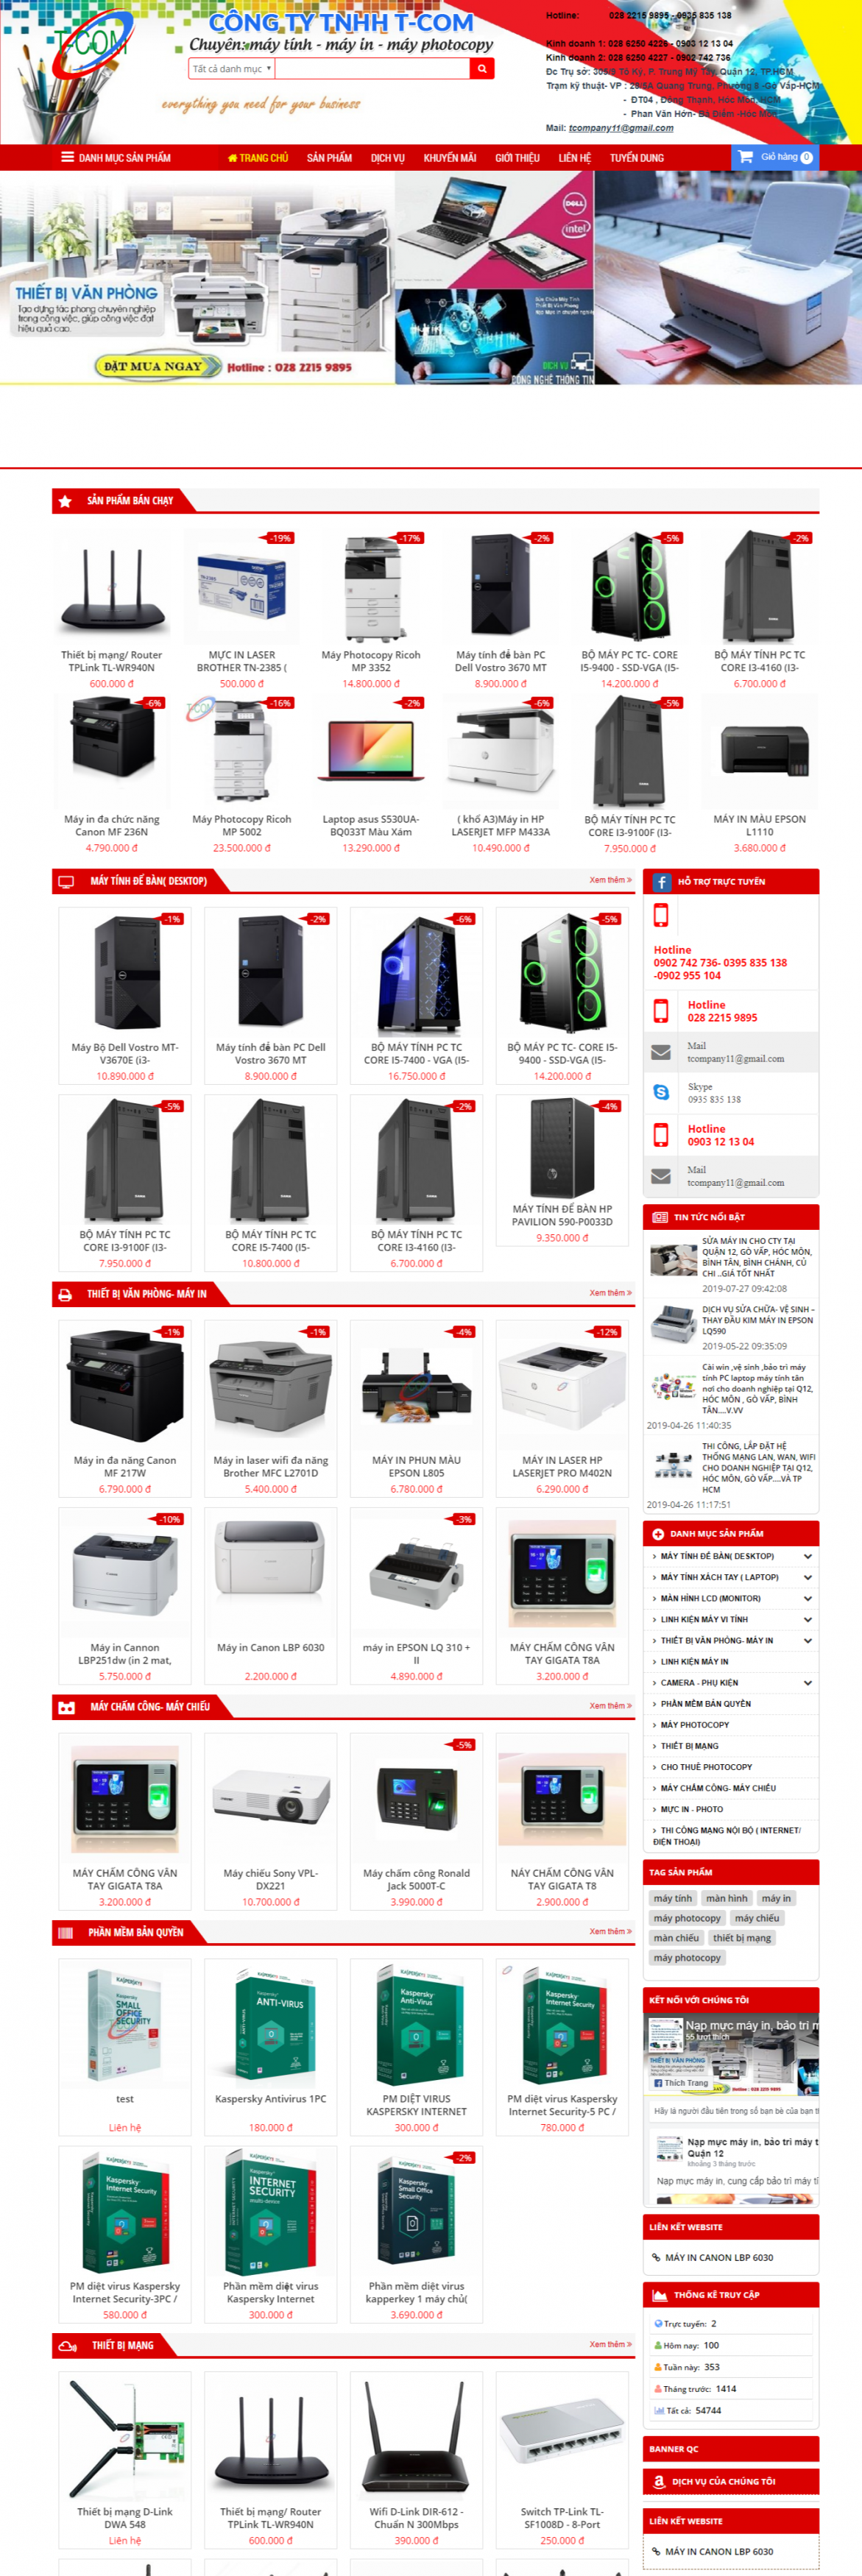 T-COM
CÔNG TY TNHH T-COM
Chuyên: máy tính - máy in - máy photocopy
Tất cả danh mục
everything you need for your business
Hotline: 028 2215 9895 - 0935 835 138
Kinh doanh 1: 028 6250 4226 - 0903 12 13 04
Kinh doanh 2: 028 6250 4227 - 0902 742 736
Đc Trụ sở: 305/9 Tô Ký, P. Trung Mỹ Tây, Quận 12, TP.HCM
Trạm kỹ thuật- VP : 28/5A Quang Trung, Phường 8 -Gò Vấp-HCM
- ĐT04 , Đông Thạnh, Hóc Môn, HCM
- Phan Văn Hớn- Bà Điểm -Hóc Môn
Mail: tcompany11@gmail.com
DANH MỤC SẢN PHẨM
TRANG CHỦ
SẢN PHẨM
DỊCH VỤ
KHUYẾN MÃI
GIỚI THIỆU
LIÊN HỆ
TUYỂN DỤNG
Giỏ hàng 0
THIẾT BỊ VĂN PHÒNG
Tạo dựng tác phong chuyên nghiệp
trong công việc, giúp công việc đạt
hiệu quả cao.
ĐẶT MUA NGAY
Hotline : 028 2215 9895
DELL
intel
DỊCH VỤ
CÔNG NGHỆ THÔNG TIN
SẢN PHẨM BÁN CHẠY
-19%
-17%
-2%
-5%
-2%
Thiết bị mạng/ Router
TPLink TL-WR940N
600.000 đ
MỰC IN LASER
BROTHER TN-2385 (
500.000 đ
Máy Photocopy Ricoh
MP 3352
14.800.000 đ
Máy tính để bàn PC
Dell Vostro 3670 MT
8.900.000 đ
BỘ MÁY PC TC- CORE
I5-9400 - SSD-VGA (I5-
14.200.000 đ
BỘ MÁY TÍNH PC TC
CORE I3-4160 (I3-
6.700.000 đ
-6%
-16%
-2%
-6%
-5%
Máy in đa chức năng
Canon MF 236N
4.790.000 đ
Máy Photocopy Ricoh
MP 5002
23.500.000 đ
Laptop asus S530UA-
BQ033T Màu Xám
13.290.000 đ
( khổ A3)Máy in HP
LASERJET MFP M433A
10.490.000 đ
BỘ MÁY TÍNH PC TC
CORE I3-9100F (I3-
7.950.000 đ
MÁY IN MÀU EPSON
L1110
3.680.000 đ
MÁY TÍNH ĐỂ BÀN( DESKTOP)
Xem thêm »
-1%
-2%
-6%
-5%
Máy Bộ Dell Vostro MT-
V3670E (i3-
10.890.000 đ
Máy tính để bàn PC Dell
Vostro 3670 MT
8.900.000 đ
BỘ MÁY TÍNH PC TC
CORE I5-7400 - VGA (I5-
16.750.000 đ
BỘ MÁY PC TC- CORE I5-
9400 - SSD-VGA (I5-
14.200.000 đ
-5%
-2%
-4%
BỘ MÁY TÍNH PC TC
CORE I3-9100F (I3-
7.950.000 đ
BỘ MÁY TÍNH PC TC
CORE I5-7400 (I5-
10.800.000 đ
BỘ MÁY TÍNH PC TC
CORE I3-4160 (I3-
6.700.000 đ
MÁY TÍNH ĐỂ BÀN HP
PAVILION 590-P0033D
9.350.000 đ
THIẾT BỊ VĂN PHÒNG- MÁY IN
Xem thêm »
-1%
-1%
-4%
-12%
Máy in đa năng Canon
MF 217W
6.790.000 đ
Máy in laser wifi đa năng
Brother MFC L2701D
5.400.000 đ
MÁY IN PHUN MÀU
EPSON L805
6.780.000 đ
MÁY IN LASER HP
LASERJET PRO M402N
6.290.000 đ
-10%
-3%
Máy in Cannon
LBP251dw (in 2 mat,
5.750.000 đ
Máy in Canon LBP 6030
2.200.000 đ
máy in EPSON LQ 310 +
II
4.890.000 đ
MÁY CHẤM CÔNG VÂN
TAY GIGATA T8A
3.200.000 đ
MÁY CHẤM CÔNG- MÁY CHIẾU
Xem thêm »
-5%
MÁY CHẤM CÔNG VÂN
TAY GIGATA T8A
3.200.000 đ
Máy chiếu Sony VPL-
DX221
10.700.000 đ
Máy chấm công Ronald
Jack 5000T-C
3.990.000 đ
NÁY CHẤM CÔNG VÂN
TAY GIGATA T8
2.900.000 đ
PHẦN MỀM BẢN QUYỀN
Xem thêm »
test
Liên hệ
Kaspersky Antivirus 1PC
180.000 đ
PM DIỆT VIRUS
KASPERSKY INTERNET
300.000 đ
PM diệt virus Kaspersky
Internet Security-5 PC /
780.000 đ
-2%
PM diệt virus Kaspersky
Internet Security-3PC /
580.000 đ
Phần mềm diệt virus
Kaspersky Internet
300.000 đ
Phần mềm diệt virus
kapperkey 1 máy chủ(
3.690.000 đ
THIẾT BỊ MẠNG
Xem thêm »
Thiết bị mạng D-Link
DWA 548
Liên hệ
Thiết bị mạng/ Router
TPLink TL-WR940N
600.000 đ
Wifi D-Link DIR-612 -
Chuẩn N 300Mbps
390.000 đ
Switch TP-Link TL-
SF1008D - 8-Port
250.000 đ
HỖ TRỢ TRỰC TUYẾN
Hotline
0902 742 736- 0395 835 138
-0902 955 104
Hotline
028 2215 9895
Mail
tcompany11@gmail.com
Skype
0935 835 138
Hotline
0903 12 13 04
Mail
tcompany11@gmail.com
TIN TỨC NỔI BẬT
SỬA MÁY IN CHO CTY TẠI
QUẬN 12, GÒ VẤP, HÓC MÔN,
BÌNH TÂN, BÌNH CHÁNH, CỦ
CHI ..GIÁ TỐT NHẤT
2019-07-27 09:42:08
DỊCH VỤ SỬA CHỮA- VỆ SINH –
THAY ĐẦU KIM MÁY IN EPSON
LQ590
2019-05-22 09:35:09
Cài win ,vệ sinh ,bảo trì máy
tính PC laptop máy tính tận
nơi cho doanh nghiệp tại Q12,
HÓC MÔN , GÒ VẤP, BÌNH
TÂN....V.VV
2019-04-26 11:40:35
THI CÔNG, LẮP ĐẶT HỆ
THỐNG MẠNG LAN, WAN, WIFI
CHO DOANH NGHIỆP TẠI Q12,
HÓC MÔN, GÒ VẤP....VÀ TP
HCM
2019-04-26 11:17:51
DANH MỤC SẢN PHẨM
MÁY TÍNH ĐỂ BÀN( DESKTOP)
MÁY TÍNH XÁCH TAY ( LAPTOP)
MÀN HÌNH LCD (MONITOR)
LINH KIỆN MÁY VI TÍNH
THIẾT BỊ VĂN PHÒNG- MÁY IN
LINH KIỆN MÁY IN
CAMERA - PHỤ KIỆN
PHẦN MỀM BẢN QUYỀN
MÁY PHOTOCOPY
THIẾT BỊ MẠNG
CHO THUÊ PHOTOCOPY
MÁY CHẤM CÔNG- MÁY CHIẾU
MỰC IN - PHOTO
THI CÔNG MẠNG NỘI BỘ ( INTERNET/
ĐIỆN THOẠI)
TAG SẢN PHẨM
máy tính màn hình máy in
máy photocopy máy chiếu
màn chiếu thiết bị mạng
máy photocopy
KẾT NỐI VỚI CHÚNG TÔI
Nạp mực máy in, bảo trì m
55 lượt thích
Thích Trang
Hãy là người đầu tiên trong số bạn bè của bạn th
Nạp mực máy in, bảo trì máy t
Quận 12
khoảng 3 tháng trước
Nạp mực máy in, cung cấp bảo trì máy tí
LIÊN KẾT WEBSITE
MÁY IN CANON LBP 6030
THỐNG KÊ TRUY CẬP
Trực tuyến: 2
Hôm nay: 100
Tuần này: 353
Tháng trước: 1414
Tất cả: 54744
BANNER QC
DỊCH VỤ CỦA CHÚNG TÔI
LIÊN KẾT WEBSITE
MÁY IN CANON LBP 6030